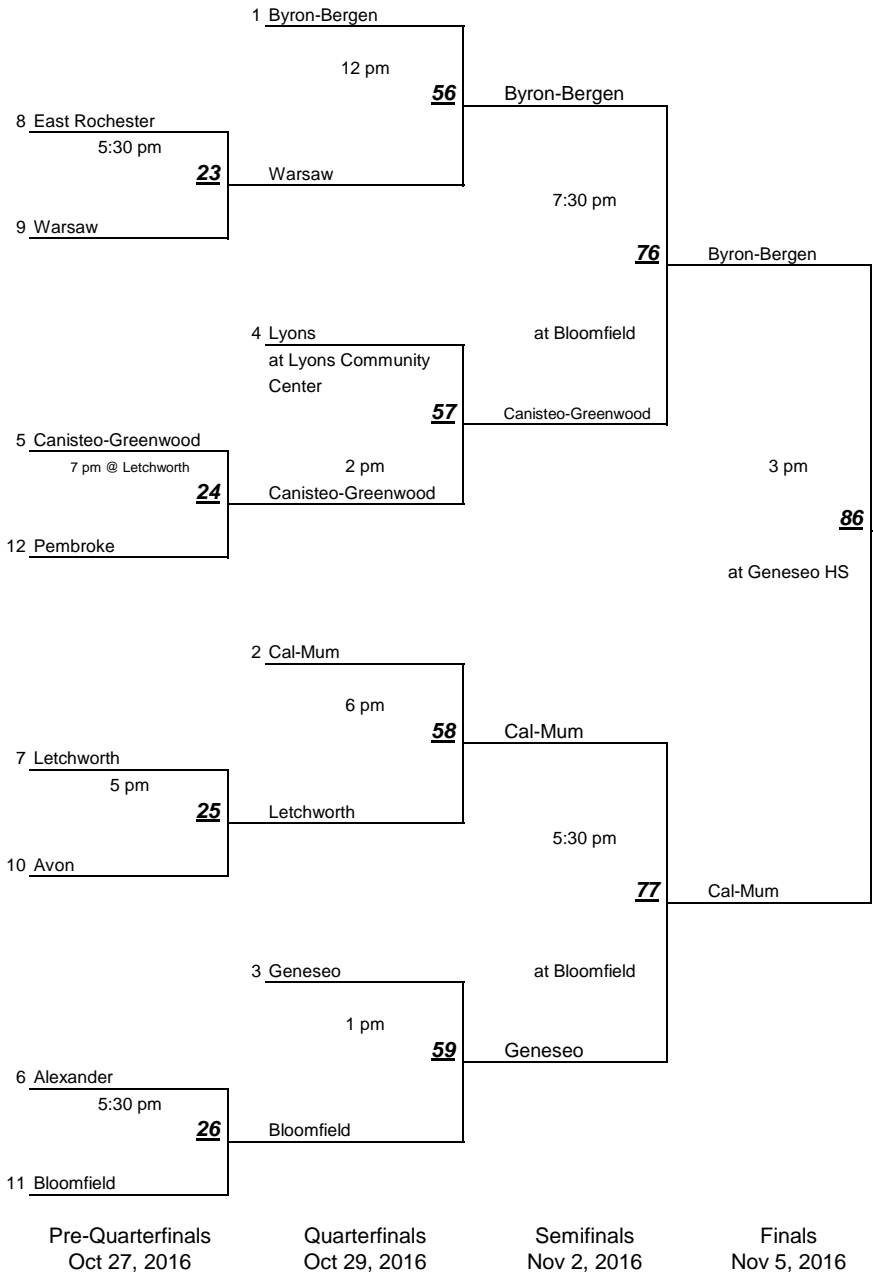 1 Byron-Bergen
12 pm
56
Byron-Bergen
8 East Rochester
5:30 pm
23
Warsaw
9 Warsaw
7:30 pm
76
Byron-Bergen
4 Lyons
at Bloomfield
at Lyons Community
Center
57
Canisteo-Greenwood
5 Canisteo-Greenwood
7 pm @ Letchworth
24
2 pm
Canisteo-Greenwood
3 pm
86
12 Pembroke
at Geneseo HS
2 Cal-Mum
6 pm
58
Cal-Mum
7 Letchworth
5 pm
25
Letchworth
10 Avon
5:30 pm
77
Cal-Mum
3 Geneseo
at Bloomfield
1 pm
59
Geneseo
6 Alexander
5:30 pm
26
Bloomfield
11 Bloomfield
Pre-Quarterfinals
Oct 27, 2016
Quarterfinals
Oct 29, 2016
Semifinals
Nov 2, 2016
Finals
Nov 5, 2016